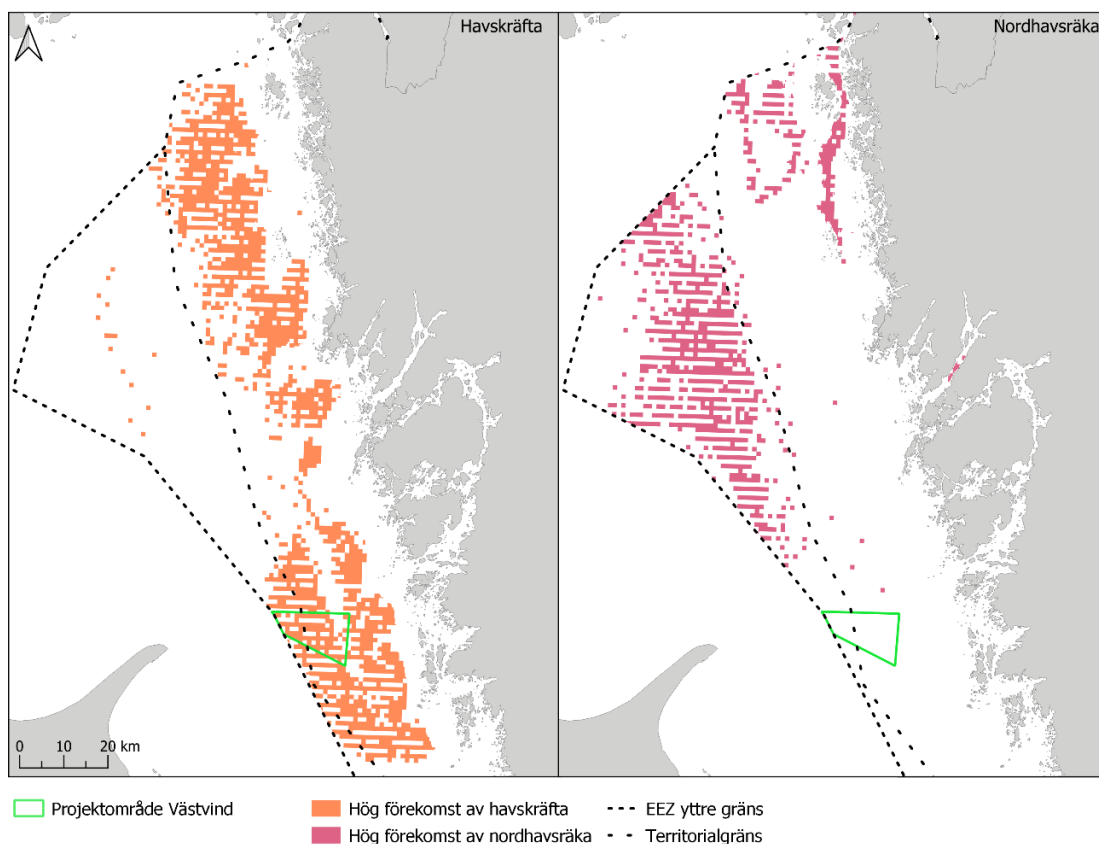 Havskräfta
Nordhavsräka
0 10 20 km
Projektområde Västvind
Hög förekomst av havskräfta
EEZ yttre gräns
Hög förekomst av nordhavsräka
Territorialgräns